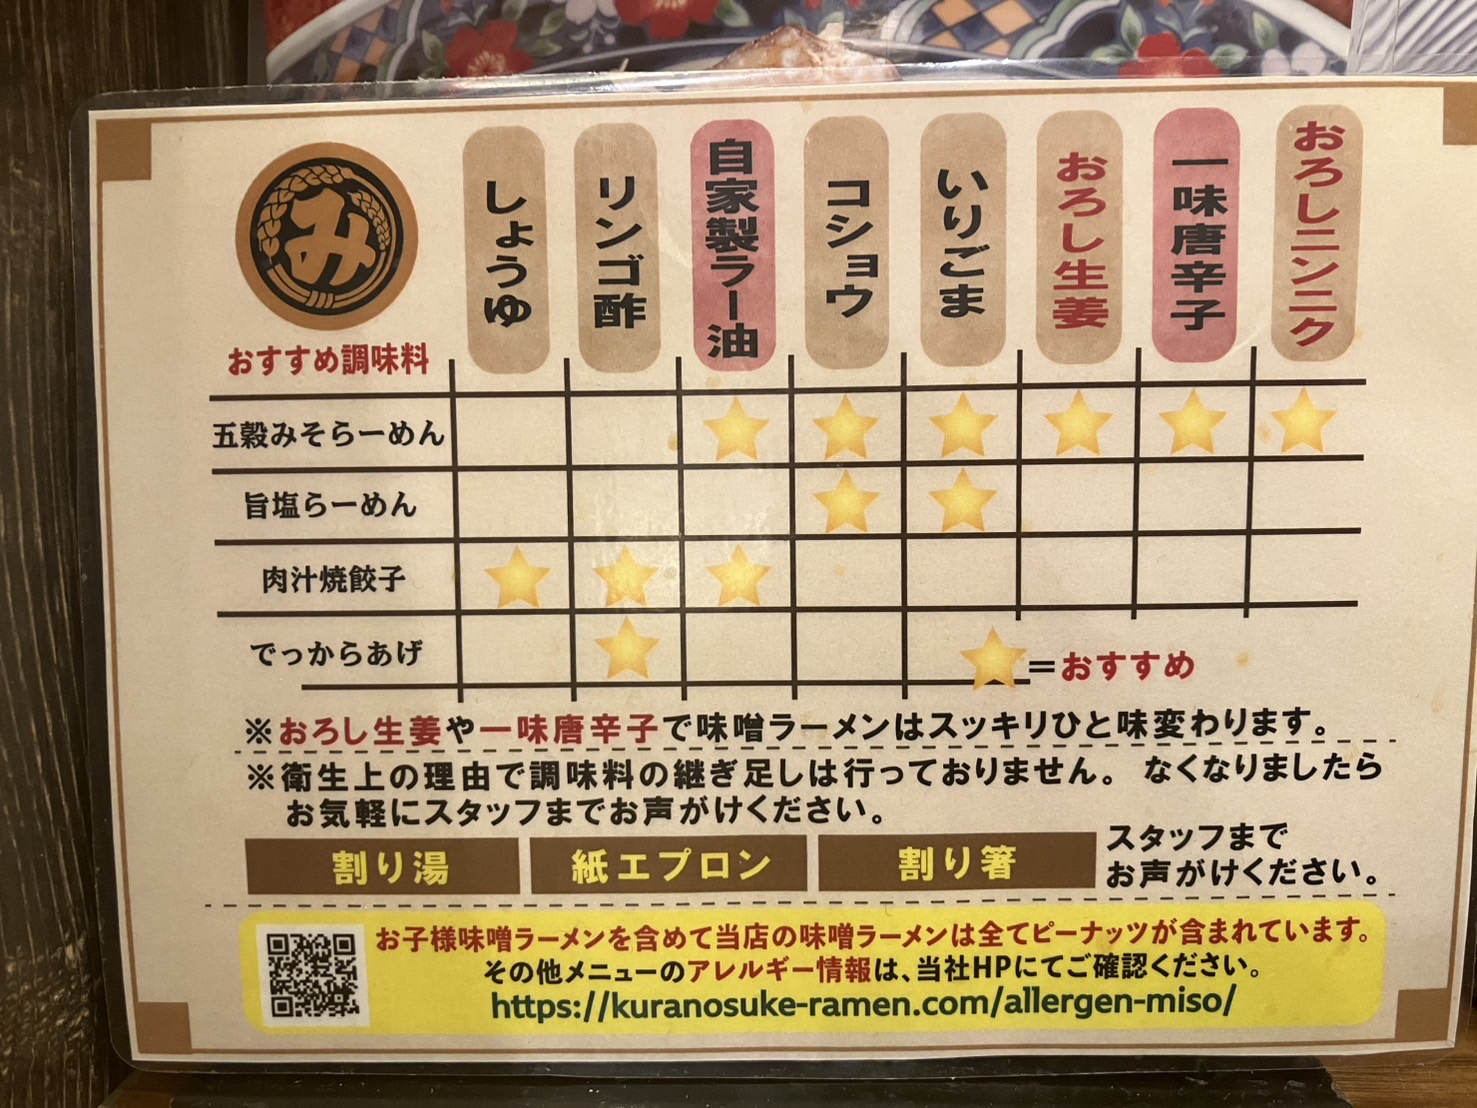 み
おすすめ調味料
しょうゆ
リンゴ酢
自家製ラー油
コショウ
いりごま
おろし生姜
一味唐辛子
おろしニンニク
五穀みそらーめん
旨塩らーめん
肉汁焼餃子
でっからあげ
=おすすめ
※おろし生姜や一味唐辛子で味噌ラーメンはスッキリひと味変わります。
※衛生上の理由で調味料の継ぎ足しは行っておりません。 なくなりましたら
お気軽にスタッフまでお声がけください。
割り湯
紙エプロン
割り箸
スタッフまで
お声がけください。
お子様味噌ラーメンを含めて当店の味噌ラーメンは全てピーナッツが含まれています。
その他メニューのアレルギー情報は、当社HPにてご確認ください。
https://kuranosuke-ramen.com/allergen-miso/